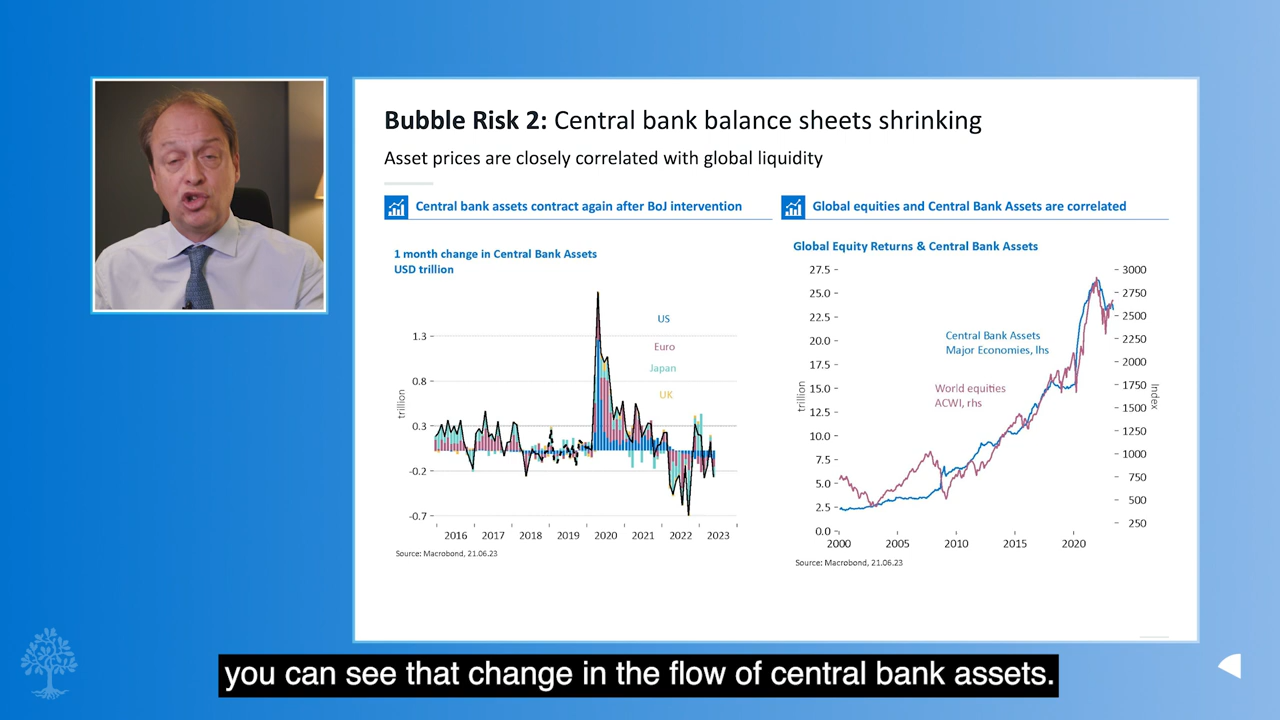 Bubble Risk 2: Central bank balance sheets shrinking
Asset prices are closely correlated with global liquidity
Central bank assets contract again after BoJ intervention
1 month change in Central Bank Assets
USD trillion
US
Euro
Japan
UK
trillion
1.3
0.8
0.3
-0.2
-0.7
2016 2017 2018 2019 2020 2021 2022 2023
Source: Macrobond, 21.06.23
Global equities and Central Bank Assets are correlated
Global Equity Returns & Central Bank Assets
Central Bank Assets
Major Economies, lhs
World equities
ACWI, rhs
trillion
27.5
25.0
22.5
20.0
17.5
15.0
12.5
10.0
7.5
5.0
2.5
0.0
3000
2750
2500
2250
2000
1750
1500
1250
1000
750
500
250
Index
2000 2005 2010 2015 2020
Source: Macrobond, 21.06.23
you can see that change in the flow of central bank assets.